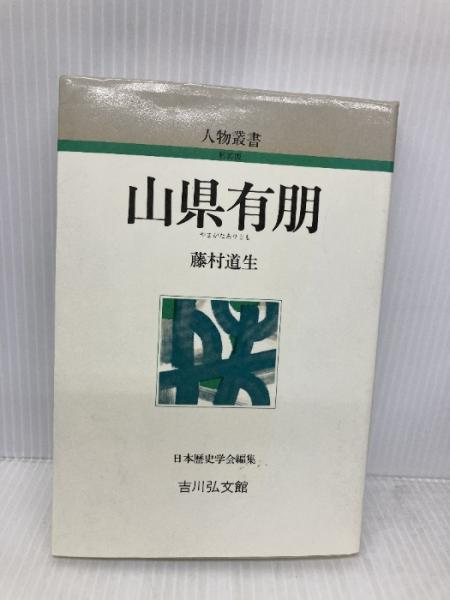 人物叢書
新装版
山県有朋
やまがたありとも
藤村道生
日本歴史学会編集
吉川弘文館